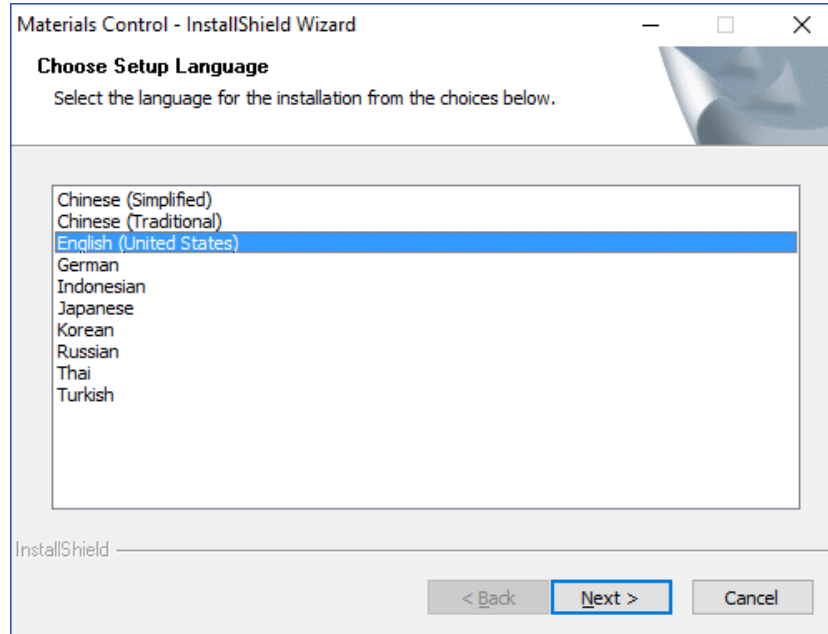 Materials Control - InstallShield Wizard
Choose Setup Language
Select the language for the installation from the choices below.
Chinese (Simplified)
Chinese (Traditional)
English (United States)
German
Indonesian
Japanese
Korean
Russian
Thai
Turkish
InstallShield
< Back Next > Cancel